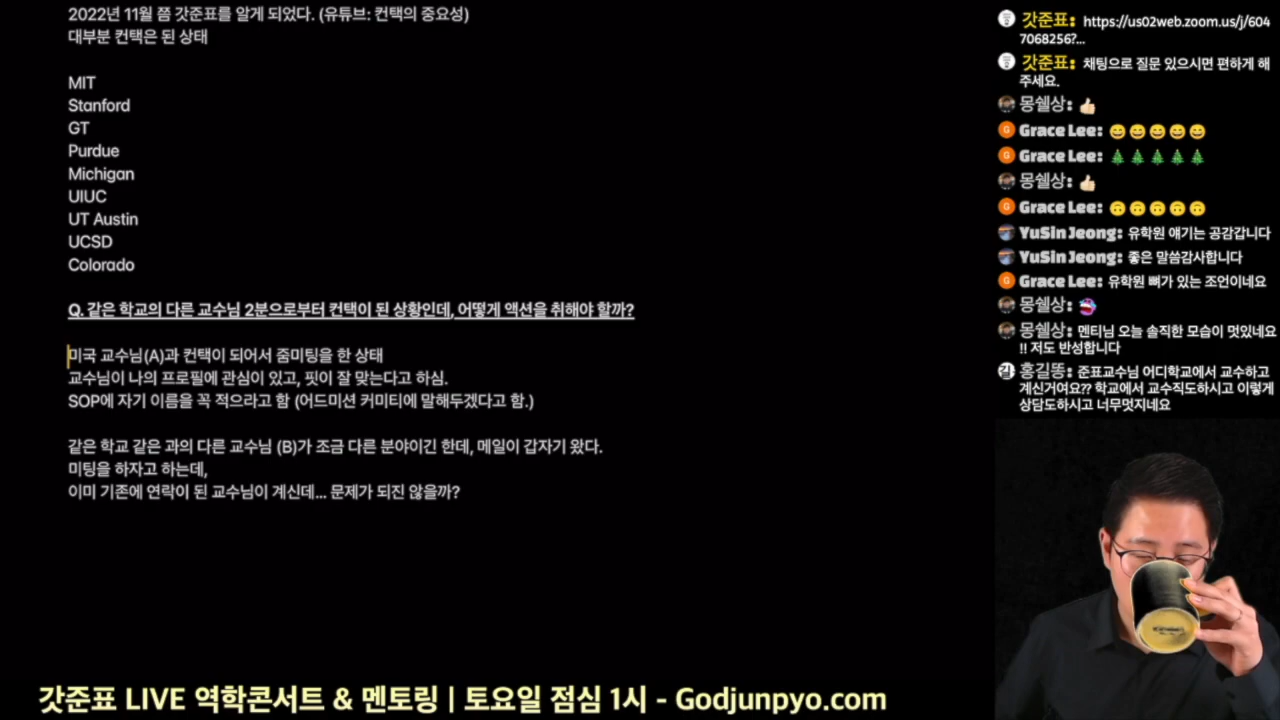 2022년 11월 쯤 갓준표를 알게 되었다. (유튜브: 컨택의 중요성)
대부분 컨택은 된 상태
MIT
Stanford
GT
Purdue
Michigan
UIUC
UT Austin
UCSD
Colorado
Q. 같은 학교의 다른 교수님 2분으로부터 컨택이 된 상황인데, 어떻게 액션을 취해야 할까?
미국 교수님(A)과 컨택이 되어서 줌미팅을 한 상태
교수님이 나의 프로필에 관심이 있고, 핏이 잘 맞는다고 하심.
SOP에 자기 이름을 꼭 적으라고 함 (어드미션 커미티에 말해두겠다고 함.)
같은 학교 같은 과의 다른 교수님 (B)가 조금 다른 분야이긴 한데, 메일이 갑자기 왔다.
미팅을 하자고 하는데,
이미 기존에 연락이 된 교수님이 계신데... 문제가 되진 않을까?
갓준표: https://us02web.zoom.us/j/604
7068256?...
갓준표: 채팅으로 질문 있으시면 편하게 해
주세요.
몽쉘상: 👍🏻
Grace Lee: 😄😄😄😄😄
Grace Lee: 🎄🎄🎄🎄🎄
몽쉘상: 👍🏻
Grace Lee: 🙃🙃🙃🙃🙃
YuSin Jeong: 유학원 얘기는 공감갑니다
YuSin Jeong: 좋은 말씀감사합니다
Grace Lee: 유학원 뼈가 있는 조언이네요
몽쉘상:
몽쉘상: 멘티님 오늘 솔직한 모습이 멋있네요
!! 저도 반성합니다
길 홍길똥: 준표교수님 어디학교에서 교수하고
계신거여요?? 학교에서 교수직도하시고 이렇게
상담도하시고 너무멋지네요
갓준표 LIVE 역학콘서트 & 멘토링 | 토요일 점심 1시 - Godjunpyo.com